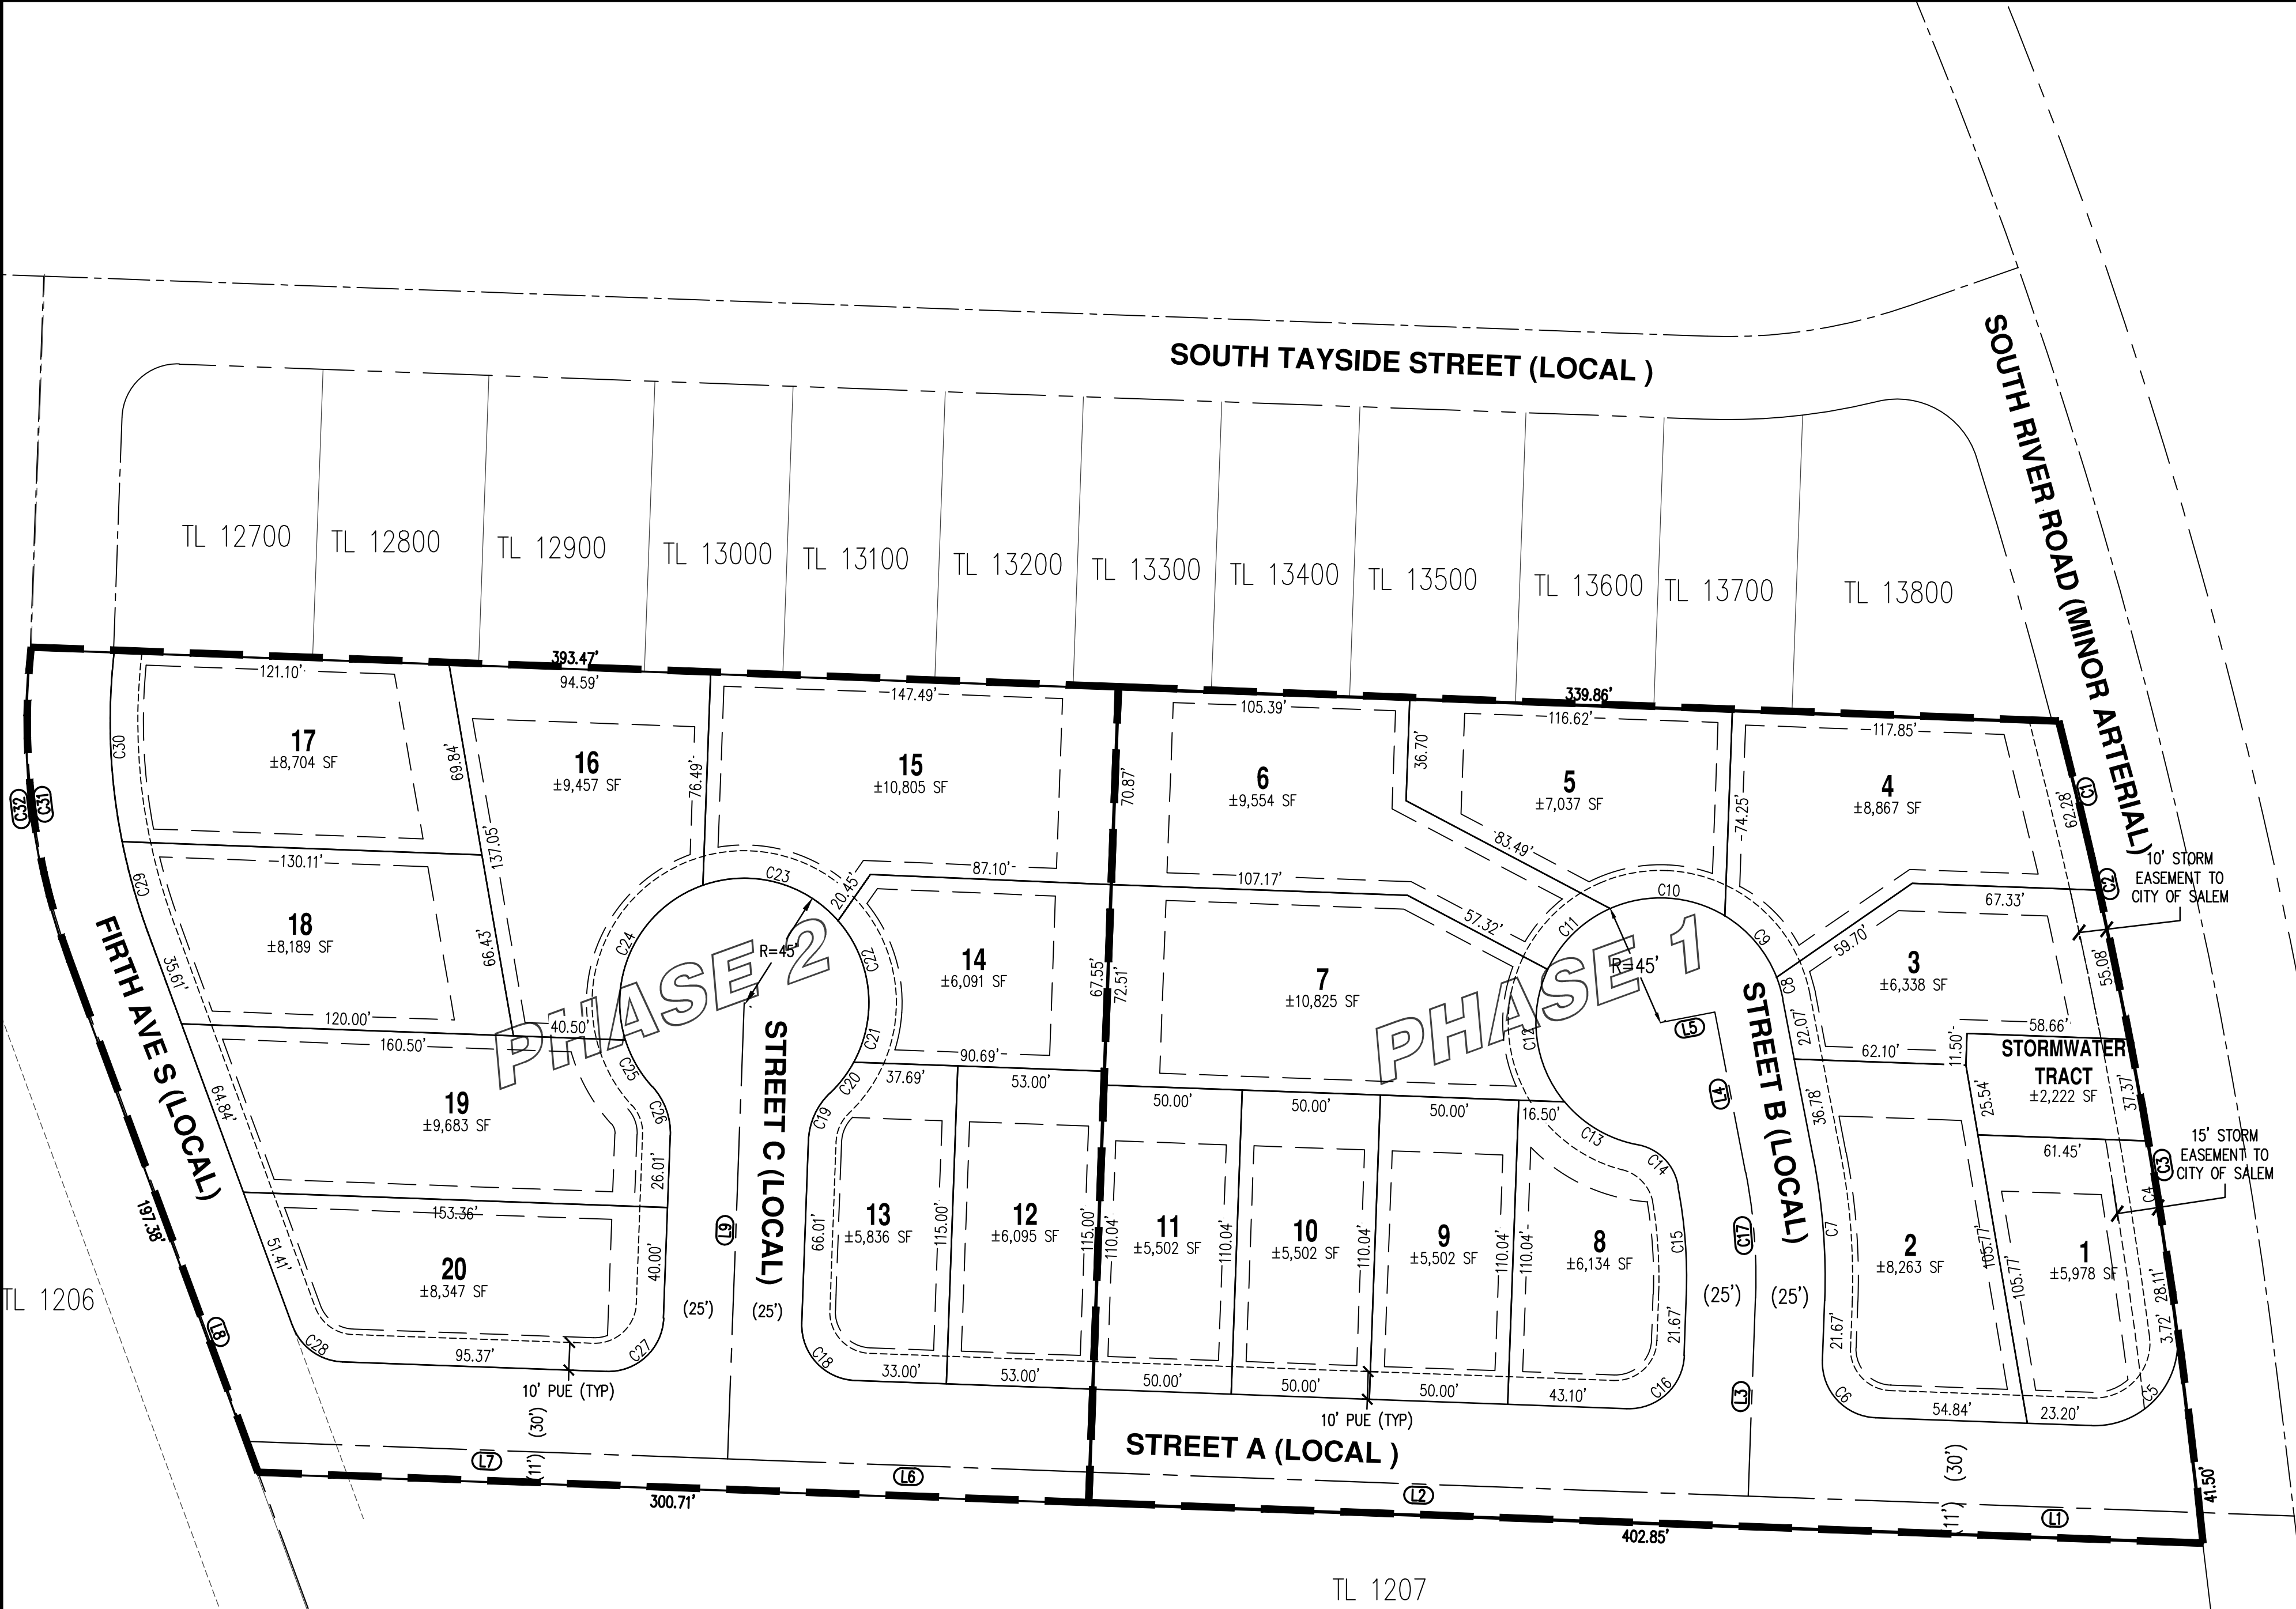 SOUTH TAYSIDE STREET (LOCAL )
SOUTH RIVER ROAD (MINOR ARTERIAL)
TL 12700
TL 12800
TL 12900
TL 13000
TL 13100
TL 13200
TL 13300
TL 13400
TL 13500
TL 13600
TL 13700
TL 13800
393.47'
339.86'
121.10'
94.59'
147.49'
105.39'
116.62'
117.85'
C30
17
±8,704 SF
69.84'
16
±9,457 SF
76.49'
15
±10,805 SF
70.87'
6
±9,554 SF
36.70'
5
±7,037 SF
74.25'
4
±8,867 SF
62.28'
C1
C32
C31
137.05'
83.49'
10' STORM
EASEMENT TO
CITY OF SALEM
C29
130.11'
C23
20.45'
87.10'
107.17'
57.32'
C10
C11
C9
59.70'
67.33'
C2
FIRTH AVE S (LOCAL)
18
±8,189 SF
35.61'
66.43'
C24
R=45'
C22
PHASE 2
14
±6,091 SF
67.55'
72.51'
7
±10,825 SF
PHASE 1
R=45'
C8
3
±6,338 SF
55.08'
120.00'
40.50'
160.50'
C21
90.69'
C12
L5
22.07'
62.10'
11.50'
58.66'
STORMWATER
TRACT
±2,222 SF
37.37'
64.84'
19
±9,683 SF
C25
C26
26.01'
STREET C (LOCAL)
C20
C19
37.69'
53.00'
50.00'
50.00'
50.00'
16.50'
C13
C14
L4
STREET B (LOCAL)
36.78'
25.54'
61.45'
15' STORM
EASEMENT TO
CITY OF SALEM
C3
C4
197.38'
153.36'
51.41'
20
±8,347 SF
40.00'
L9
(25')
(25')
66.01'
13
±5,836 SF
115.00'
12
±6,095 SF
115.00'
110.04'
11
±5,502 SF
110.04'
10
±5,502 SF
110.04'
9
±5,502 SF
110.04'
110.04'
8
±6,134 SF
C15
21.67'
C17
(25')
(25')
C7
21.67'
2
±8,263 SF
105.77'
105.77'
1
±5,978 SF
28.11'
3.72'
TL 1206
L8
C28
95.37'
C27
C18
33.00'
53.00'
50.00'
50.00'
50.00'
43.10'
C16
L3
C6
54.84'
23.20'
C5
10' PUE (TYP)
10' PUE (TYP)
(30')
(11')
STREET A (LOCAL )
(30')
(11')
L7
L6
L2
L1
41.50'
300.71'
402.85'
TL 1207